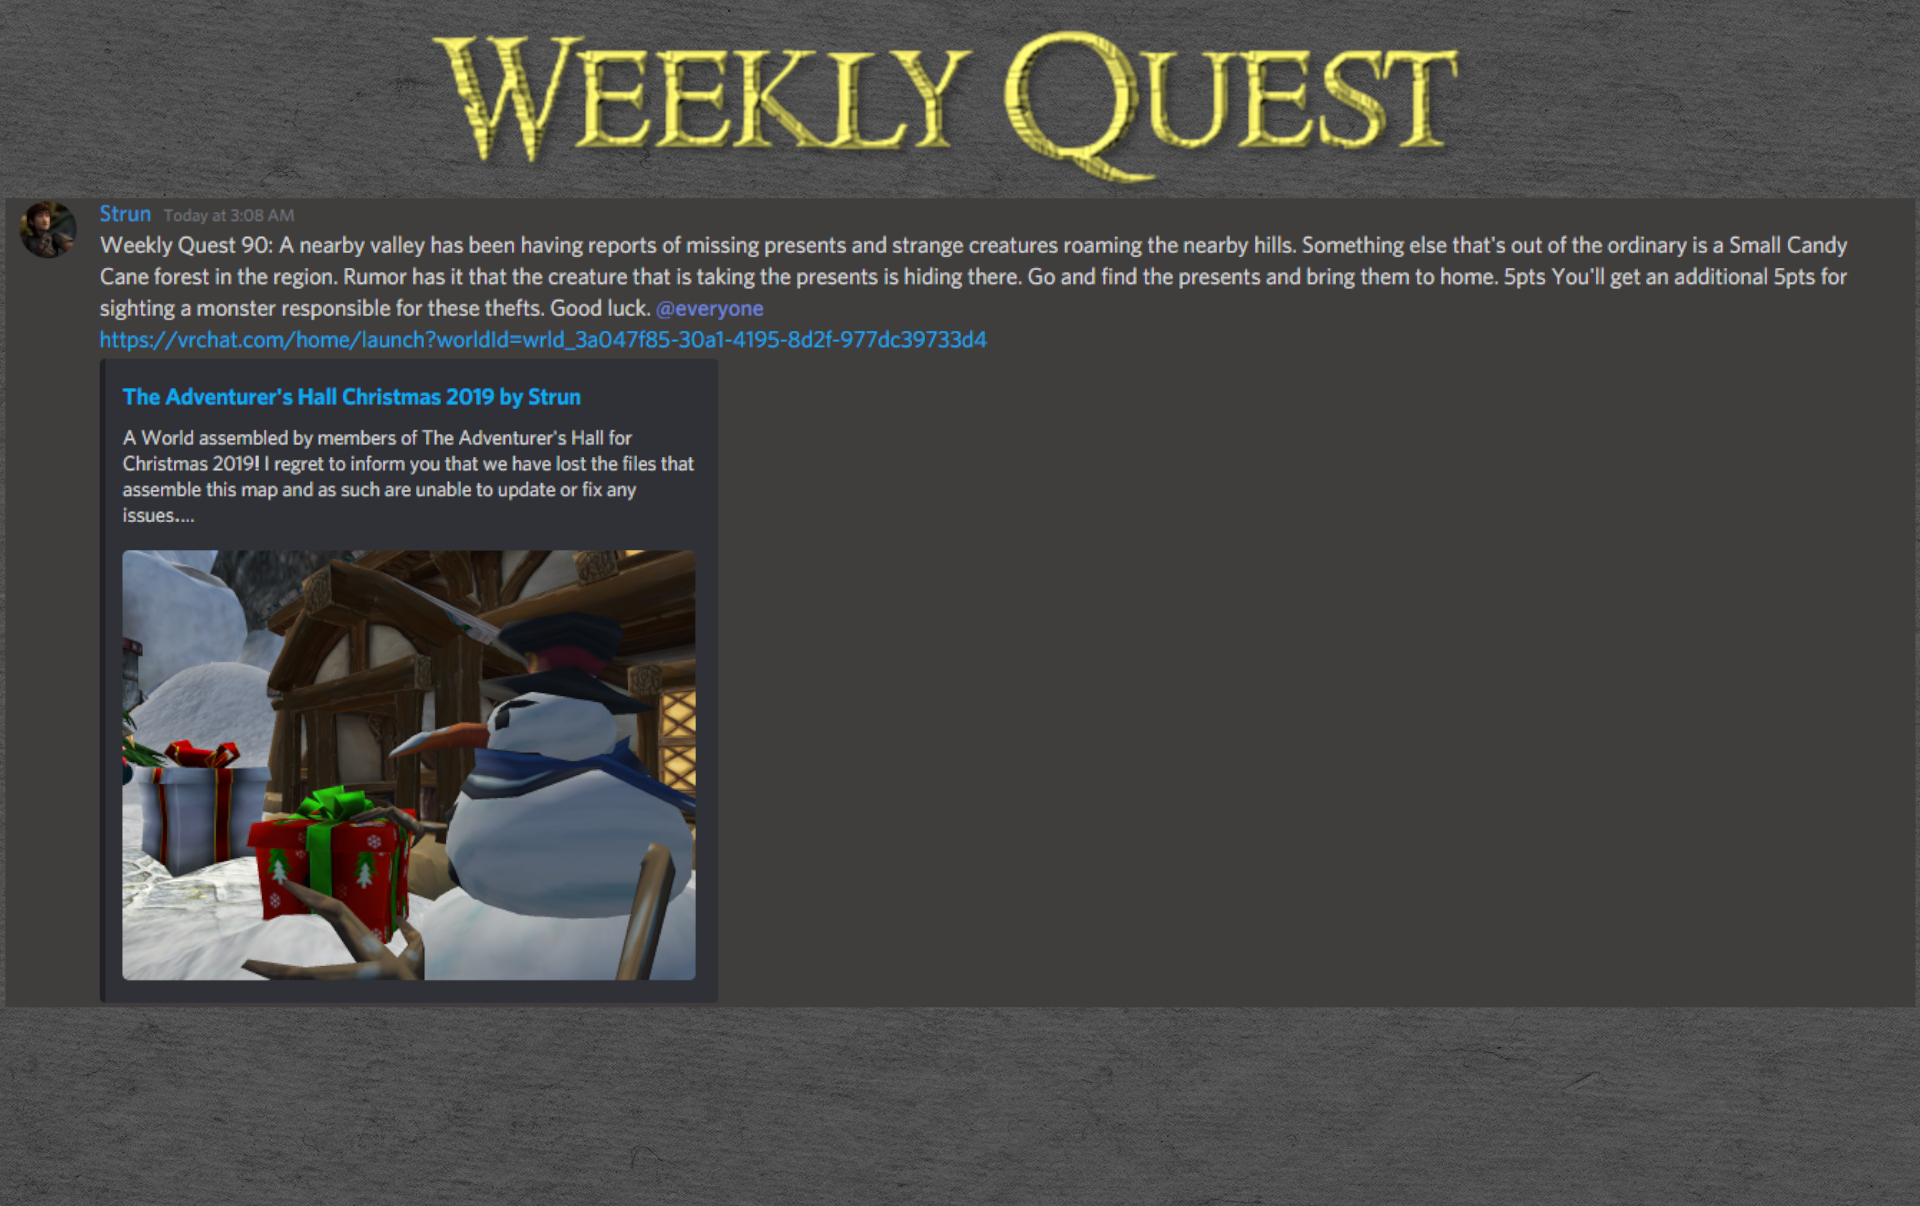 WEEKLY QUEST
Strun Today at 3:08 AM
Weekly Quest 90: A nearby valley has been having reports of missing presents and strange creatures roaming the nearby hills. Something else that's out of the ordinary is a Small Candy
Cane forest in the region. Rumor has it that the creature that is taking the presents is hiding there. Go and find the presents and bring them to home. 5pts You'll get an additional 5pts for
sighting a monster responsible for these thefts. Good luck. @everyone
https://vrchat.com/home/launch?worldId=wrld_3a047f85-30a1-4195-8d2f-977dc39733d4
The Adventurer's Hall Christmas 2019 by Strun
A World assembled by members of The Adventurer's Hall for
Christmas 2019! I regret to inform you that we have lost the files that
assemble this map and as such are unable to update or fix any
issues....